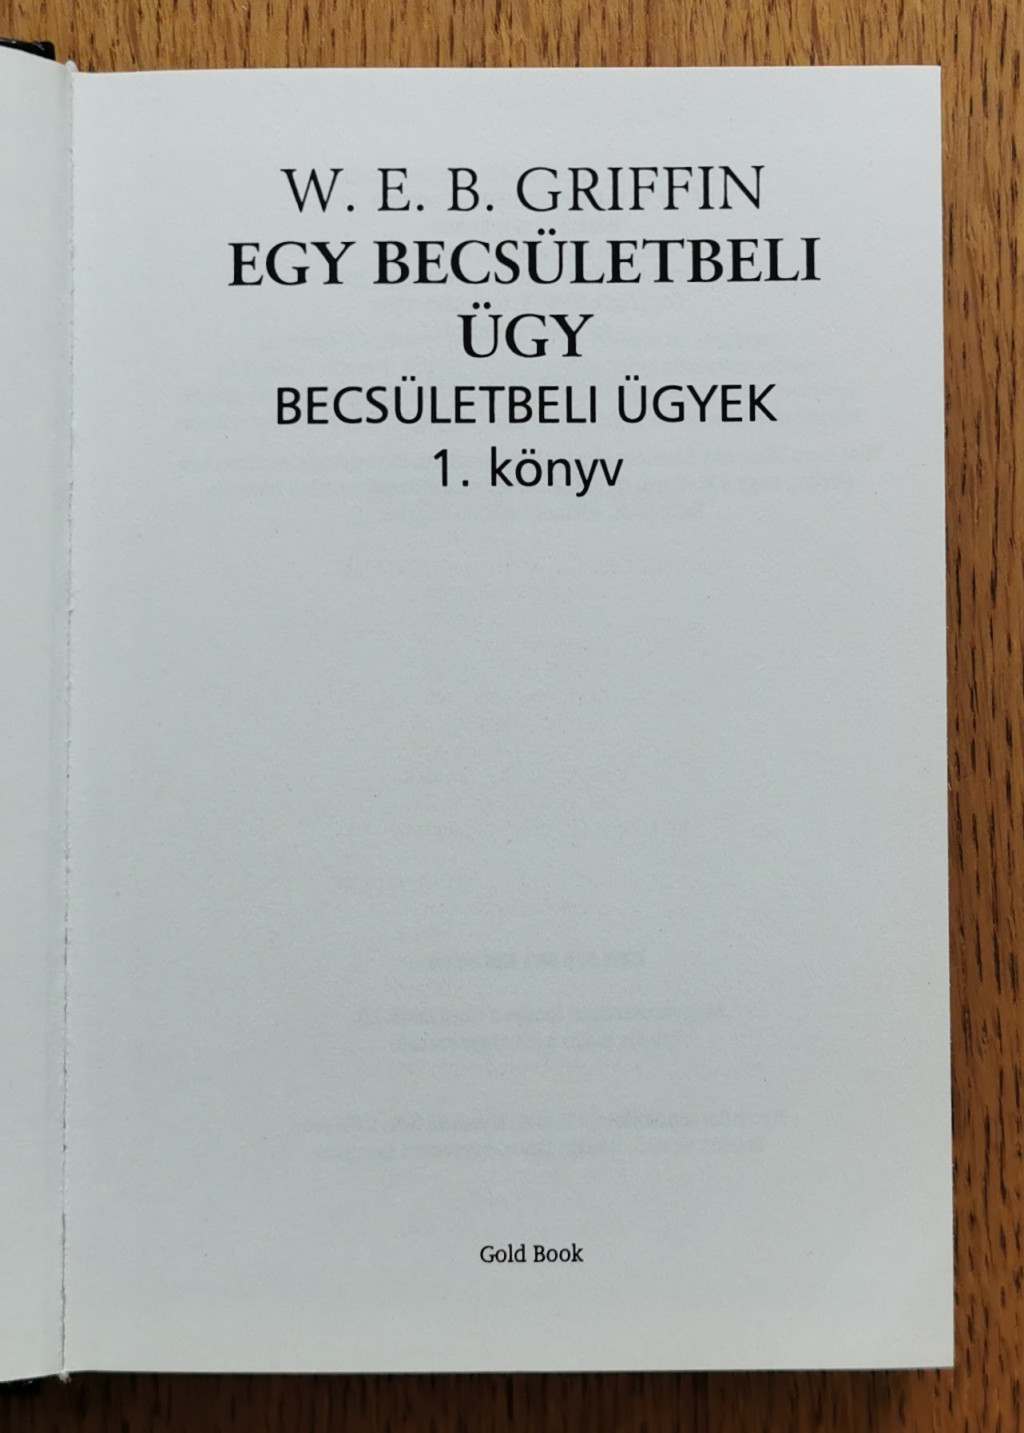 W. E. B. GRIFFIN
EGY BECSÜLETBELI
ÜGY
BECSÜLETBELI ÜGYEK
1. könyv
Gold Book